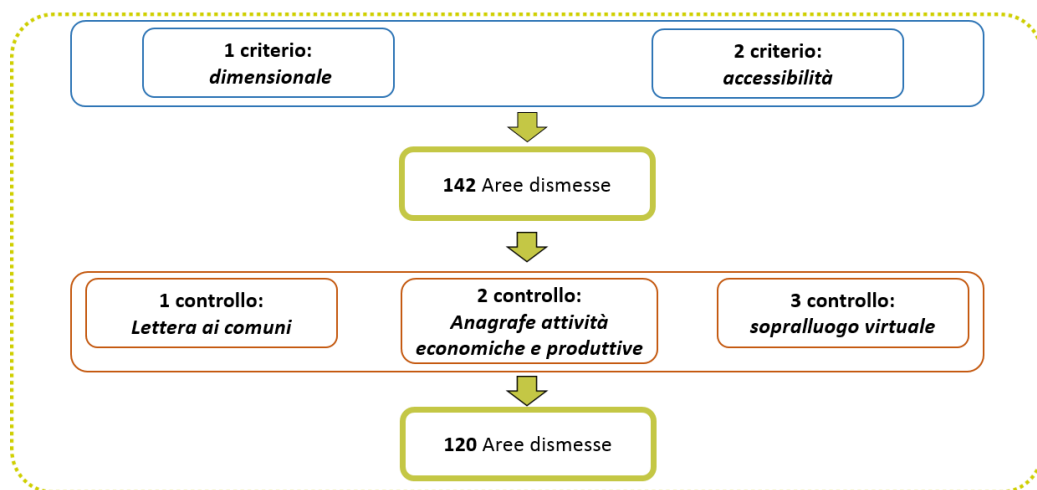 1 criterio:
dimensionale
2 criterio:
accessibilità
142 Aree dismesse
1 controllo:
Lettera ai comuni
2 controllo:
Anagrafe attività
economiche e produttive
3 controllo:
sopralluogo virtuale
120 Aree dismesse